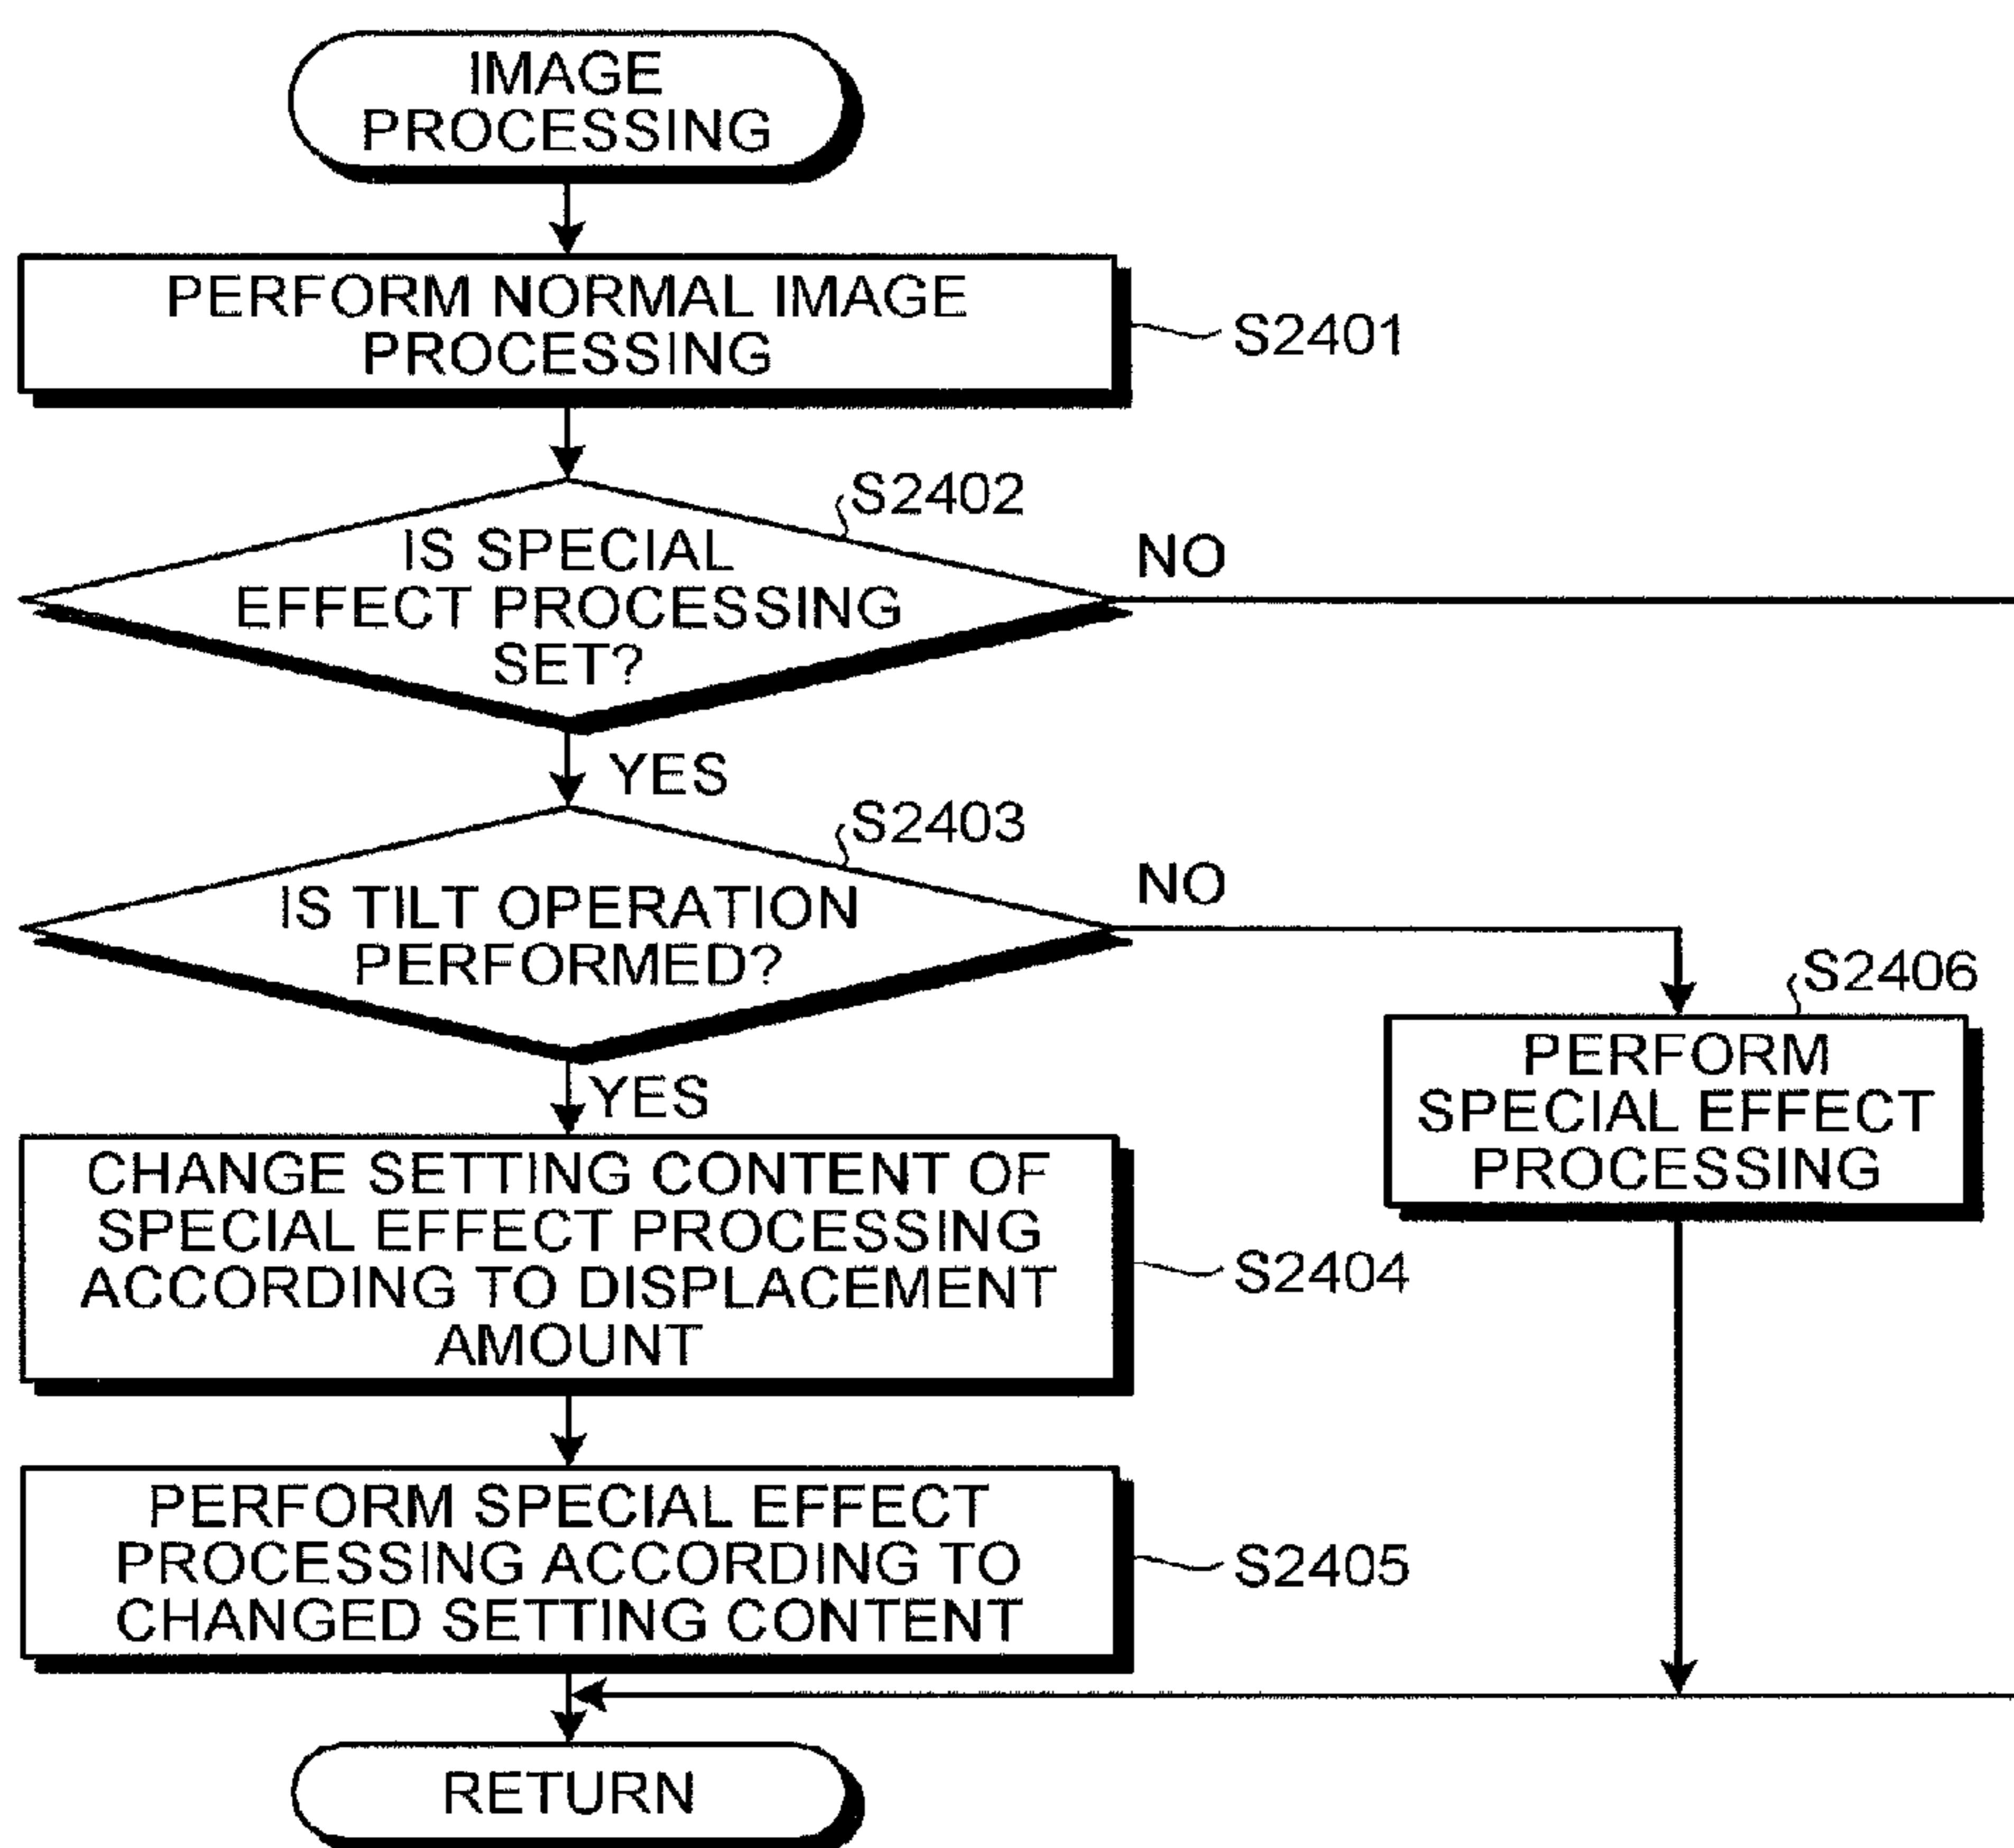 IMAGE
PROCESSING
PERFORM NORMAL IMAGE
PROCESSING
S2401
S2402
IS SPECIAL
EFFECT PROCESSING
SET?
NO
YES
S2403
IS TILT OPERATION
PERFORMED?
NO
YES
S2406
PERFORM
SPECIAL EFFECT
PROCESSING
CHANGE SETTING CONTENT OF
SPECIAL EFFECT PROCESSING
ACCORDING TO DISPLACEMENT
AMOUNT
S2404
PERFORM SPECIAL EFFECT
PROCESSING ACCORDING TO
CHANGED SETTING CONTENT
S2405
RETURN